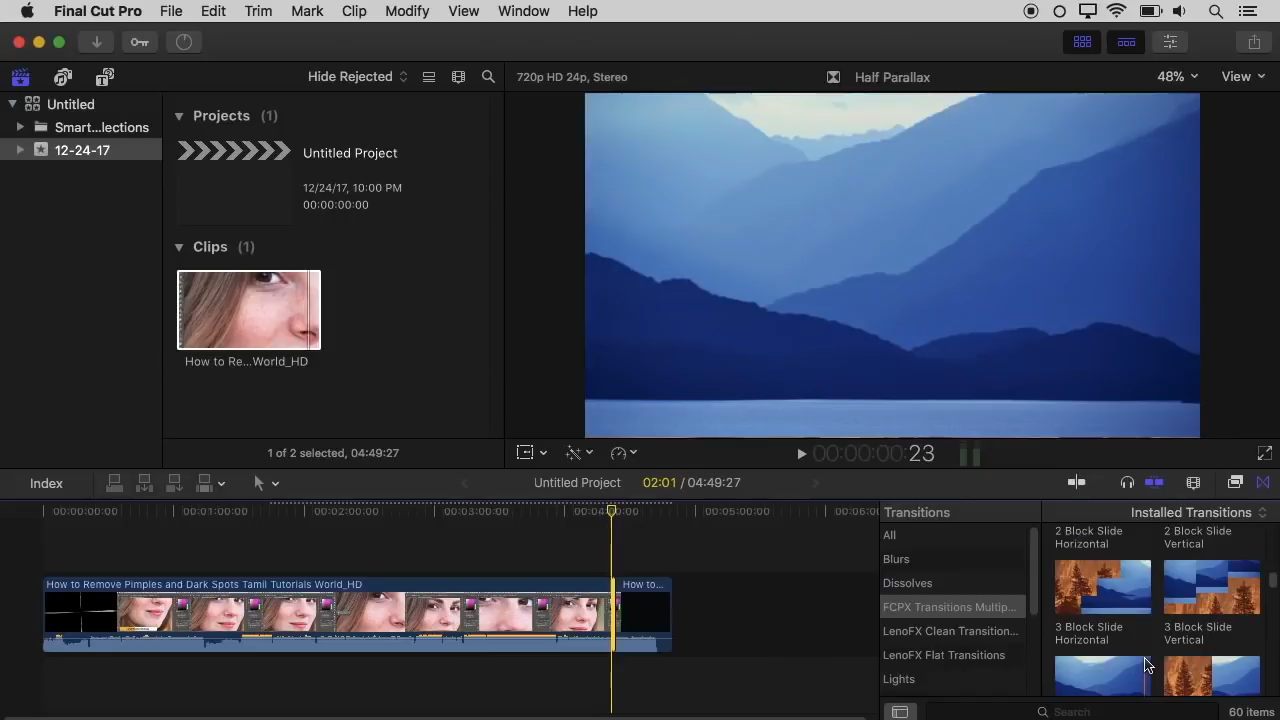 Final Cut Pro File Edit Trim Mark Clip Modify View Window Help
Hide Rejected
720p HD 24p, Stereo
Half Parallax
48%
View
Untitled
Smart...lections
12-24-17
Projects (1)
Untitled Project
12/24/17, 10:00 PM
00:00:00:00
Clips (1)
How to Re...World_HD
1 of 2 selected, 04:49:27
00:00:00:23
Index
Untitled Project
02:01 / 04:49:27
00:00:00:00
00:01:00:00
00:02:00:00
00:03:00:00
00:04:00:00
00:05:00:00
00:06:0
How to Remove Pimples and Dark Spots Tamil Tutorials World_HD
How to...
Transitions
Installed Transitions
All
Blurs
Dissolves
FCPX Transitions Multip...
LenoFX Clean Transition...
LenoFX Flat Transitions
Lights
2 Block Slide
Horizontal
2 Block Slide
Vertical
3 Block Slide
Horizontal
3 Block Slide
Vertical
Search
60 items